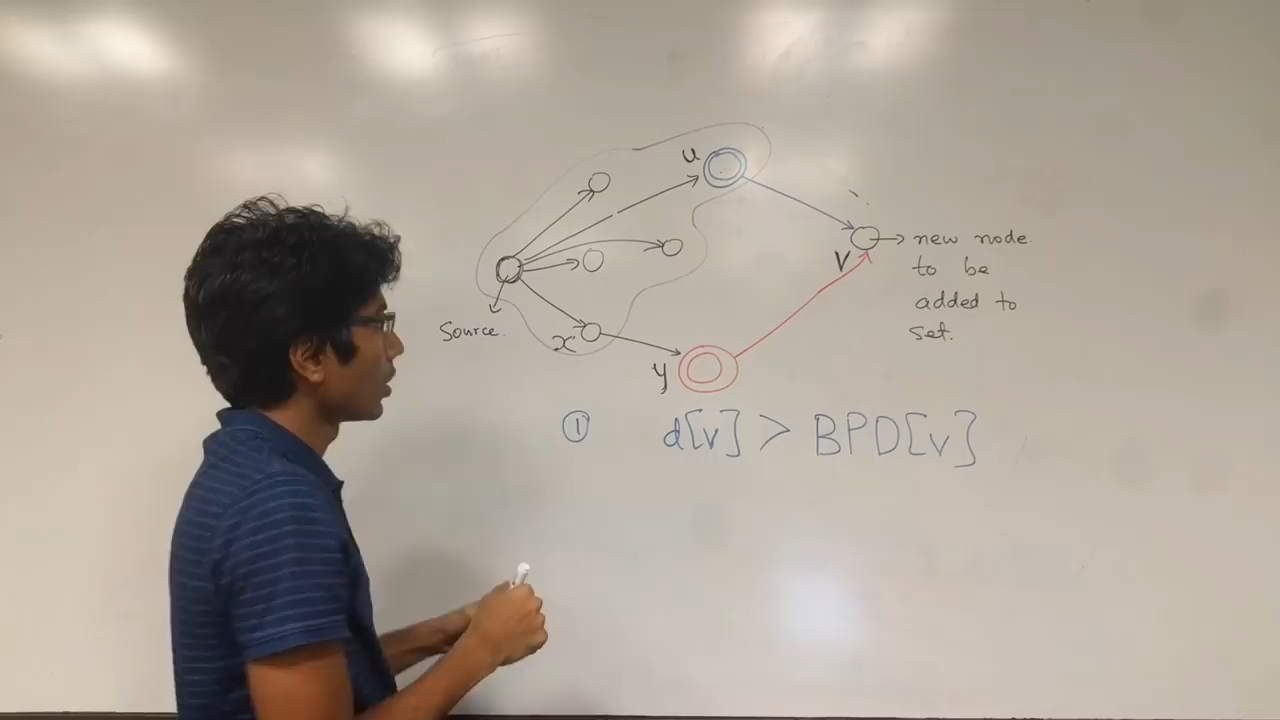 u
v
new node
to be
added to
set.
Source.
x
y
① d[v] > BPD[v]